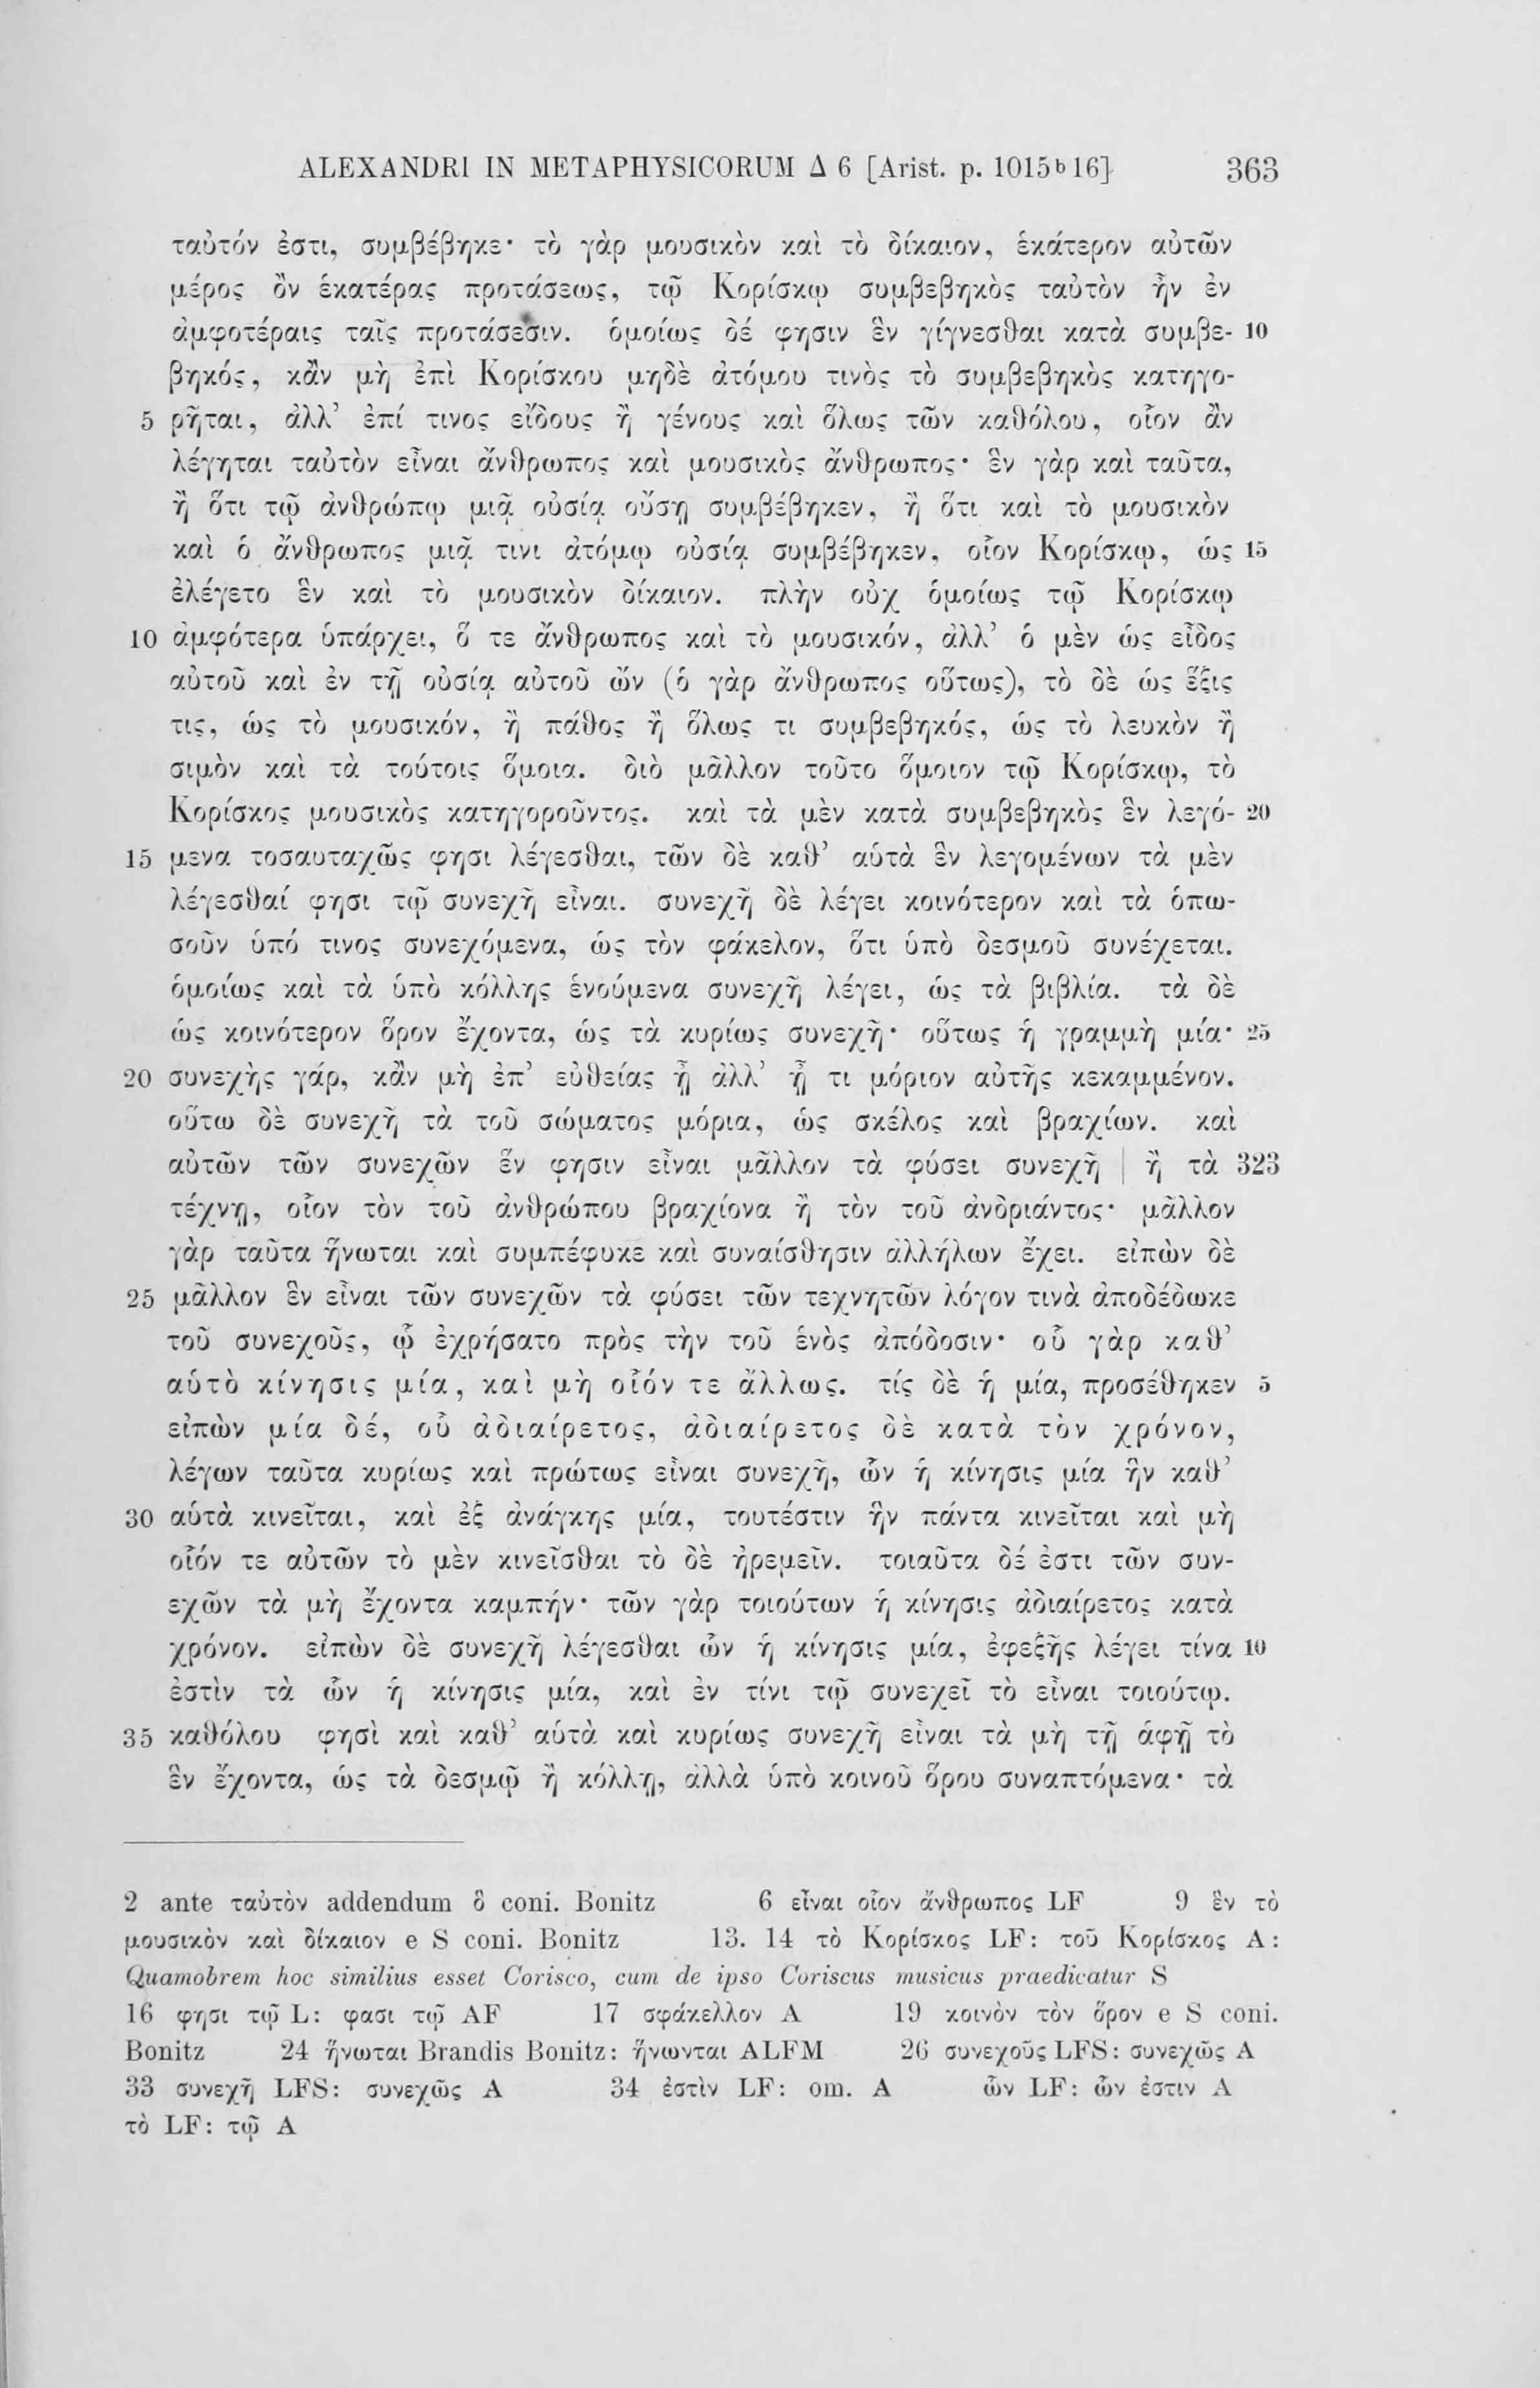 ALEXANDRI IN METAPHYSICORUM Δ 6 [Arist. p. 1015ᵇ16] 363
ταὐτόν ἐστι, συμβέβηκε· τὸ γὰρ μουσικὸν καὶ τὸ δίκαιον, ἑκάτερον αὐτῶν
μέρος ὂν ἑκατέρας προτάσεως, τῷ Κορίσκῳ συμβεβηκὸς ταὐτὸν ἦν ἐν
ἀμφοτέραις ταῖς προτάσεσιν. ὁμοίως δέ φησιν ἓν γίγνεσθαι κατὰ συμβε- 10
βηκός, κἂν μὴ ἐπὶ Κορίσκου μηδὲ ἀτόμου τινὸς τὸ συμβεβηκὸς κατηγο-
5 ρῆται, ἀλλ’ ἐπί τινος εἴδους ἢ γένους καὶ ὅλως τῶν καθόλου, οἷον ἂν
λέγηται ταὐτὸν εἶναι ἄνθρωπος καὶ μουσικὸς ἄνθρωπος· ἓν γὰρ καὶ ταῦτα,
ἢ ὅτι τῷ ἀνθρώπῳ μιᾷ οὐσίᾳ οὔσῃ συμβέβηκεν, ἢ ὅτι καὶ τὸ μουσικὸν
καὶ ὁ ἄνθρωπος μιᾷ τινι ἀτόμῳ οὐσίᾳ συμβέβηκεν, οἷον Κορίσκῳ, ὡς 15
ἐλέγετο ἓν καὶ τὸ μουσικὸν δίκαιον. πλὴν οὐχ ὁμοίως τῷ Κορίσκῳ
10 ἀμφότερα ὑπάρχει, ὅ τε ἄνθρωπος καὶ τὸ μουσικόν, ἀλλ’ ὁ μὲν ὡς εἶδος
αὐτοῦ καὶ ἐν τῇ οὐσίᾳ αὐτοῦ ὤν (ὁ γὰρ ἄνθρωπος οὕτως), τὸ δὲ ὡς ἕξις
τις, ὡς τὸ μουσικόν, ἢ πάθος ἢ ὅλως τι συμβεβηκός, ὡς τὸ λευκὸν ἢ
σιμὸν καὶ τὰ τούτοις ὅμοια. διὸ μᾶλλον τοῦτο ὅμοιον τῷ Κορίσκῳ, τὸ
Κορίσκος μουσικὸς κατηγοροῦντος. καὶ τὰ μὲν κατὰ συμβεβηκὸς ἓν λεγό- 20
15 μενα τοσαυταχῶς φησι λέγεσθαι, τῶν δὲ καθ’ αὑτὰ ἓν λεγομένων τὰ μὲν
λέγεσθαί φησι τῷ συνεχῆ εἶναι. συνεχῆ δὲ λέγει κοινότερον καὶ τὰ ὁπω-
σοῦν ὑπό τινος συνεχόμενα, ὡς τὸν φάκελον, ὅτι ὑπὸ δεσμοῦ συνέχεται.
ὁμοίως καὶ τὰ ὑπὸ κόλλης ἑνούμενα συνεχῆ λέγει, ὡς τὰ βιβλία. τὰ δὲ
ὡς κοινότερον ὅρον ἔχοντα, ὡς τὰ κυρίως συνεχῆ· οὕτως ἡ γραμμὴ μία· 25
20 συνεχὴς γάρ, κἂν μὴ ἐπ’ εὐθείας ᾖ ἀλλ’ ᾖ τι μόριον αὐτῆς κεκαμμένον.
οὕτω δὲ συνεχῆ τὰ τοῦ σώματος μόρια, ὡς σκέλος καὶ βραχίων. καὶ
αὐτῶν τῶν συνεχῶν ἕν φησιν εἶναι μᾶλλον τὰ φύσει συνεχῆ | ἢ τὰ 323
τέχνῃ, οἷον τὸν τοῦ ἀνθρώπου βραχίονα ἢ τὸν τοῦ ἀνδριάντος· μᾶλλον
γὰρ ταῦτα ἥνωται καὶ συμπέφυκε καὶ συναίσθησιν ἀλλήλων ἔχει. εἰπὼν δὲ
25 μᾶλλον ἓν εἶναι τῶν συνεχῶν τὰ φύσει τῶν τεχνητῶν λόγον τινὰ ἀποδέδωκε
τοῦ συνεχοῦς, ᾧ ἐχρήσατο πρὸς τὴν τοῦ ἑνὸς ἀπόδοσιν· οὗ γὰρ καθ’
αὑτὸ κίνησις μία, καὶ μὴ οἷόν τε ἄλλως. τίς δὲ ἡ μία, προσέθηκεν 5
εἰπὼν μία δέ, οὗ ἀδιαίρετος, ἀδιαίρετος δὲ κατὰ τὸν χρόνον,
λέγων ταῦτα κυρίως καὶ πρώτως εἶναι συνεχῆ, ὧν ἡ κίνησις μία ἣν καθ’
30 αὑτὰ κινεῖται, καὶ ἐξ ἀνάγκης μία, τουτέστιν ἣν πάντα κινεῖται καὶ μὴ
οἷόν τε αὐτῶν τὸ μὲν κινεῖσθαι τὸ δὲ ἠρεμεῖν. τοιαῦτα δέ ἐστι τῶν συν-
εχῶν τὰ μὴ ἔχοντα καμπήν· τῶν γὰρ τοιούτων ἡ κίνησις ἀδιαίρετος κατὰ
χρόνον. εἰπὼν δὲ συνεχῆ λέγεσθαι ὧν ἡ κίνησις μία, ἐφεξῆς λέγει τίνα 10
ἐστὶν τὰ ὧν ἡ κίνησις μία, καὶ ἐν τίνι τῷ συνεχεῖ τὸ εἶναι τοιούτῳ.
35 καθόλου φησὶ καὶ καθ’ αὑτὰ καὶ κυρίως συνεχῆ εἶναι τὰ μὴ τῇ ἁφῇ τὸ
ἓν ἔχοντα, ὡς τὰ δεσμῷ ἢ κόλλῃ, ἀλλὰ ὑπὸ κοινοῦ ὅρου συναπτόμενα· τὰ
2 ante ταὐτὸν addendum ὃ coni. Bonitz 6 εἶναι οἷον ἄνθρωπος LF 9 ἓν τὸ
μουσικὸν καὶ δίκαιον e S coni. Bonitz 13. 14 τὸ Κορίσκος LF: τοῦ Κορίσκος A:
Quamobrem hoc similius esset Corisco, cum de ipso Coriscus musicus praedicatur S
16 φησι τῷ L: φασι τῷ AF 17 σφάκελλον A 19 κοινὸν τὸν ὅρον e S coni.
Bonitz 24 ἥνωται Brandis Bonitz: ἥνωνται ALFM 26 συνεχοῦς LFS: συνεχῶς A
33 συνεχῆ LFS: συνεχῶς A 34 ἐστὶν LF: om. A ὧν LF: ὧν ἐστιν A
τὸ LF: τῷ A